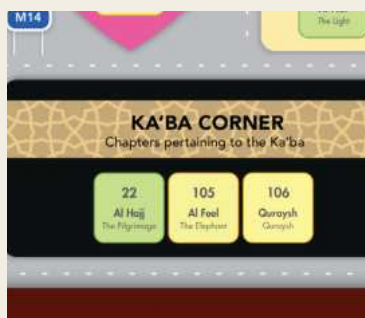 M14
The Light
KA'BA CORNER
Chapters pertaining to the Ka'ba
22
Al Hajj
The Pilgrimage
105
Al Feel
The Elephant
106
Quraysh
Quraysh